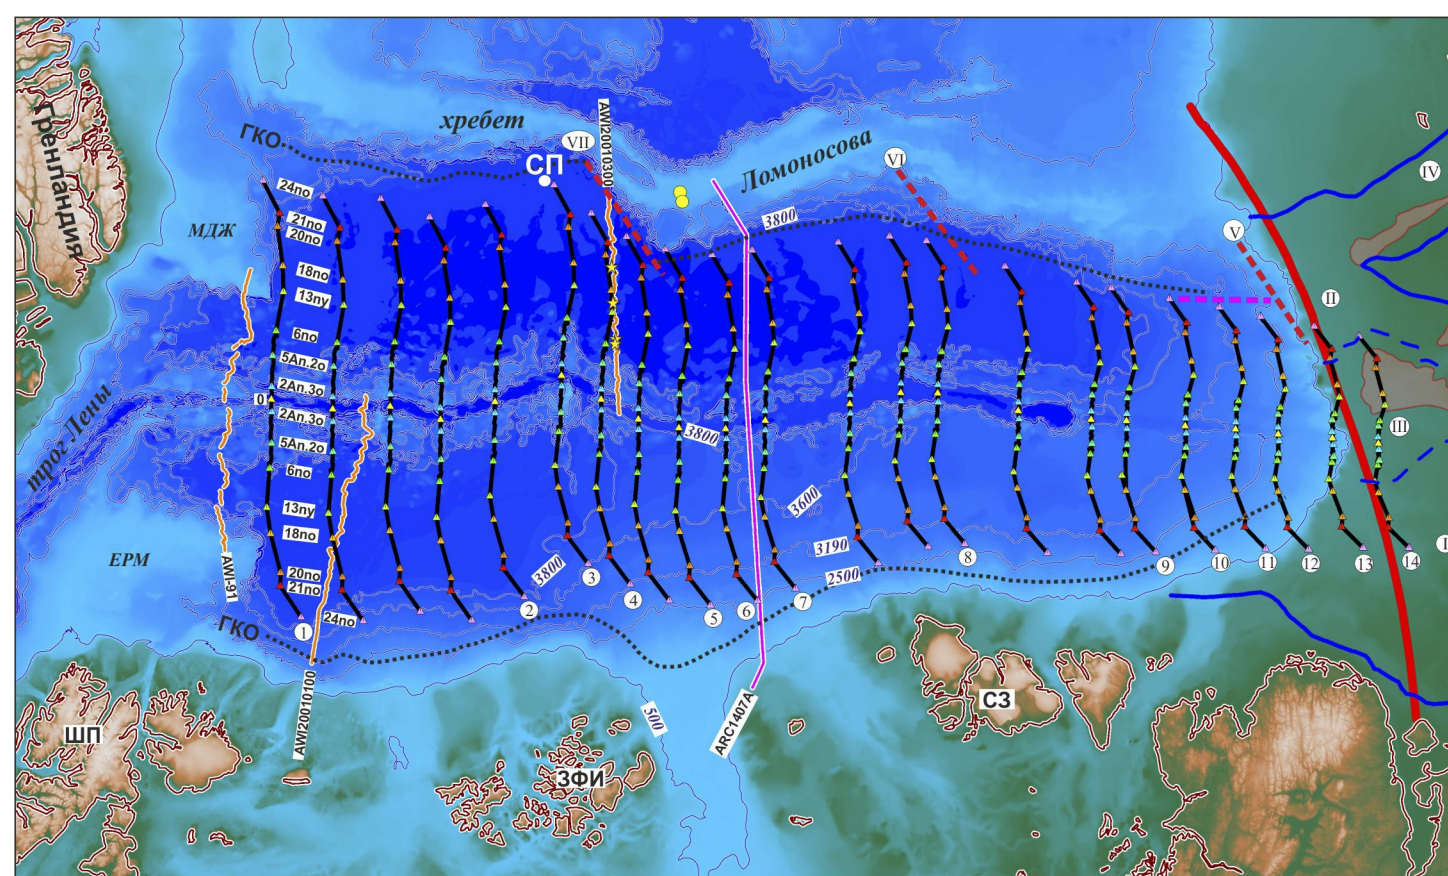 Гренландия
ГКО
хребет
Ломоносова
VII
СП
AWI20010300
VI
IV
3800
V
МДЖ
II
24no
21no
20no
18no
13ny
6no
5An.2o
2An.3o
0
2An.3o
5An.2o
6no
13ny
18no
20no
21no
24no
трог Лены
3800
III
3600
3190
3800
2500
ЕРМ
AWI-91
ГКО
1
2
3
4
5
6
7
8
9
10
11
12
13
14
AWI20010100
ARC1407A
500
ШП
ЗФИ
СЗ